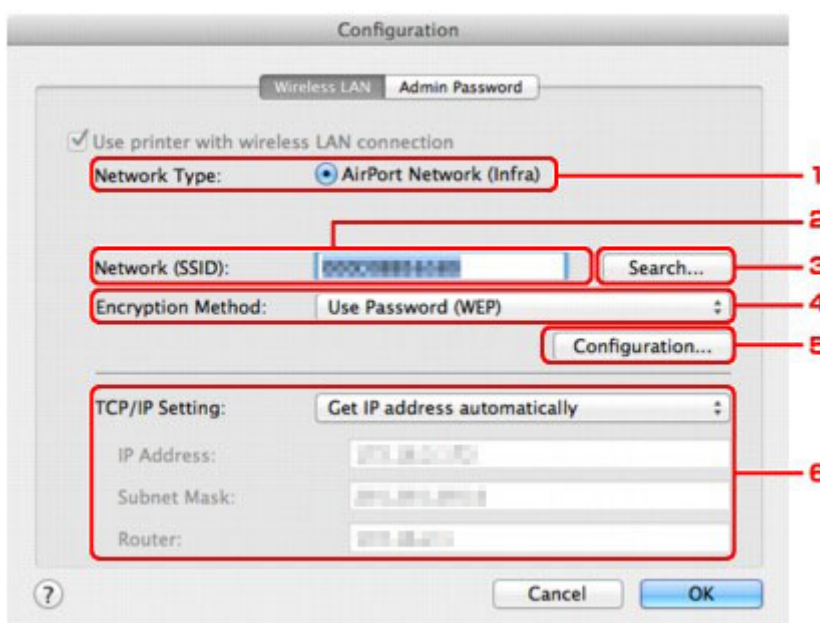 Configuration
Wireless LAN Admin Password
Use printer with wireless LAN connection
Network Type: AirPort Network (Infra) 1
2
Network (SSID): Search... 3
Encryption Method: Use Password (WEP) 4
Configuration... 5
TCP/IP Setting: Get IP address automatically
IP Address:
6
Subnet Mask:
Router:
? Cancel OK